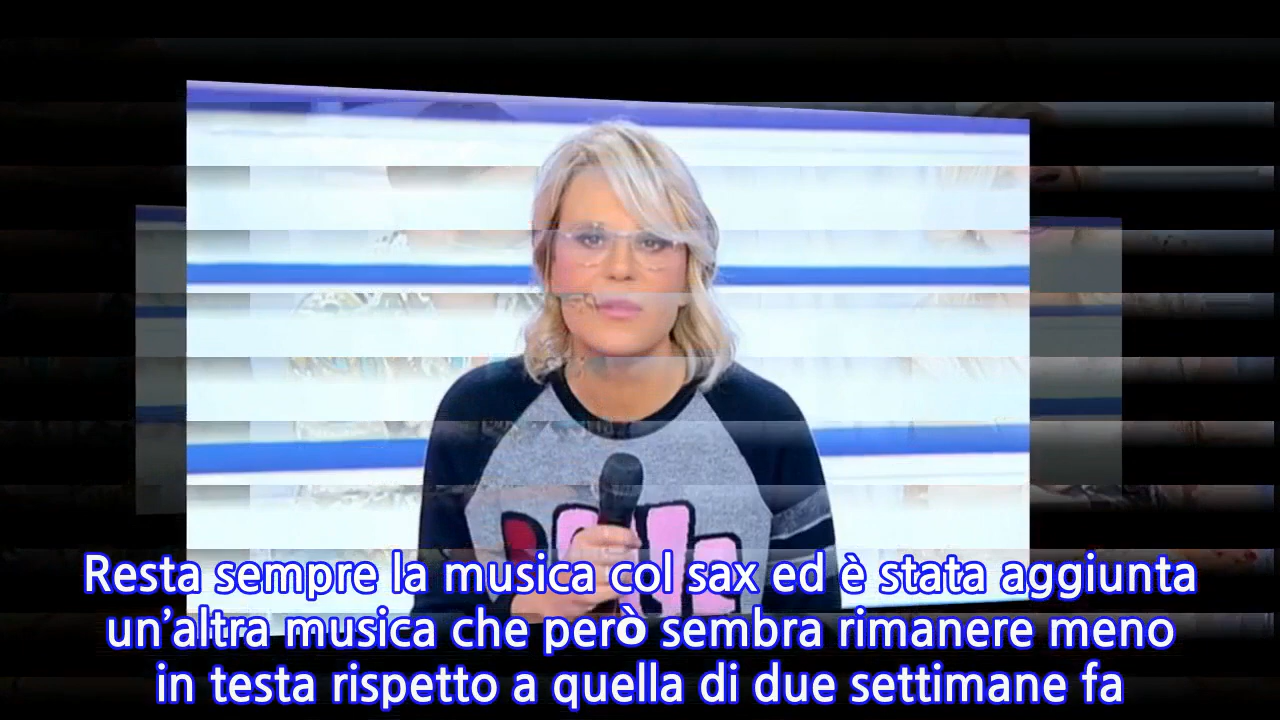 Resta sempre la musica col sax ed è stata aggiunta
un’altra musica che però sembra rimanere meno
in testa rispetto a quella di due settimane fa